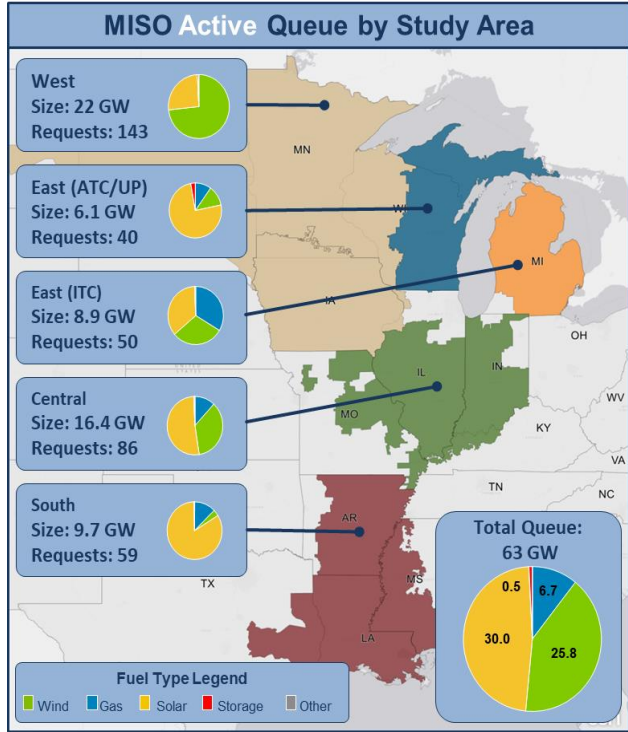 MISO Active Queue by Study Area
West
Size: 22 GW
Requests: 143
East (ATC/UP)
Size: 6.1 GW
Requests: 40
East (ITC)
Size: 8.9 GW
Requests: 50
Central
Size: 16.4 GW
Requests: 86
South
Size: 9.7 GW
Requests: 59
MN
WI
MI
IA
IL
IN
OH
MO
WV
KY
VA
TN
NC
AR
MS
TX
LA
Total Queue:
63 GW
0.5
6.7
30.0
25.8
Fuel Type Legend
Wind Gas Solar Storage Other